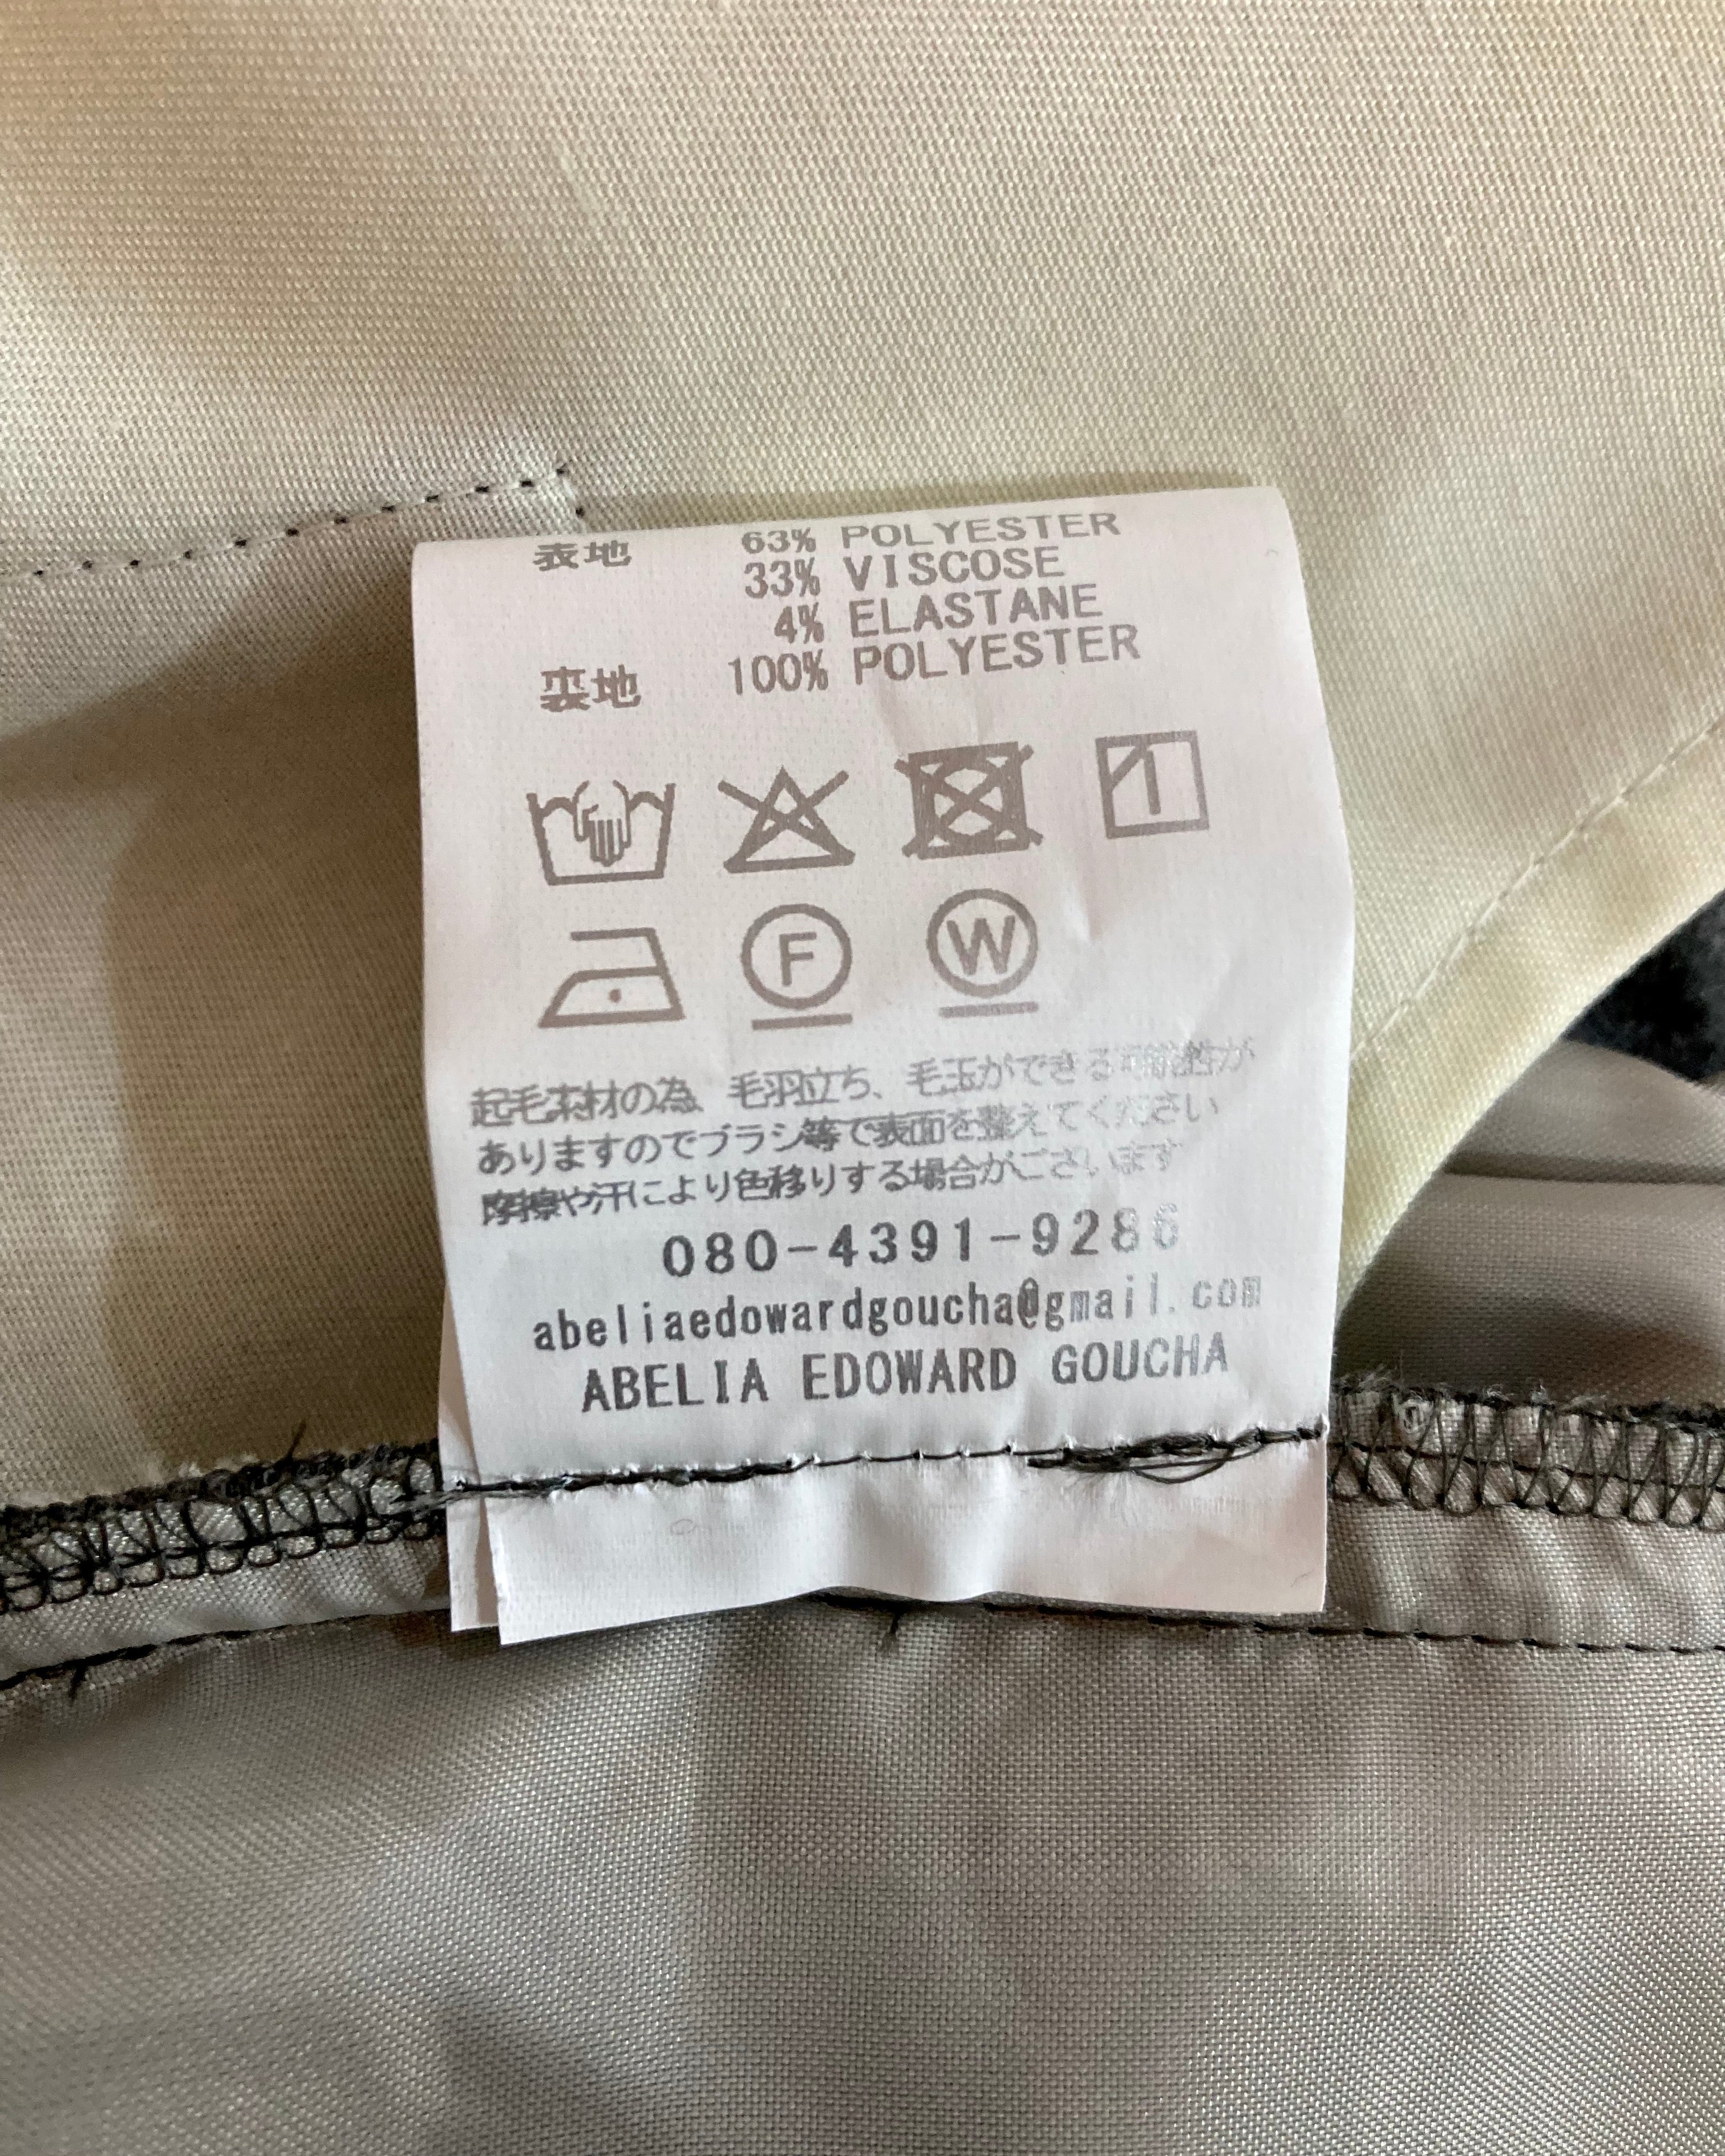 表地 63% POLYESTER
33% VISCOSE
4% ELASTANE
裏地 100% POLYESTER
F W
起毛素材の為、毛羽立ち、毛玉ができる可能性が
ありますのでブラシ等で表面を整えてください
摩擦や汗により色移りする場合がございます
080-4391-9286
abeliaedowardgoucha@gmail.com
ABELIA EDOWARD GOUCHA